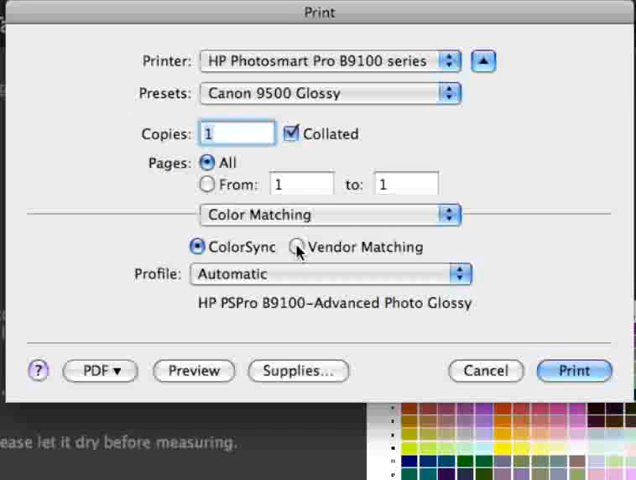 Print
Printer: HP Photosmart Pro B9100 series
Presets: Canon 9500 Glossy
Copies: 1 Collated
Pages: All
From: 1 to: 1
Color Matching
ColorSync Vendor Matching
Profile: Automatic
HP PSPro B9100-Advanced Photo Glossy
? PDF ▾ Preview Supplies... Cancel Print
ease let it dry before measuring.